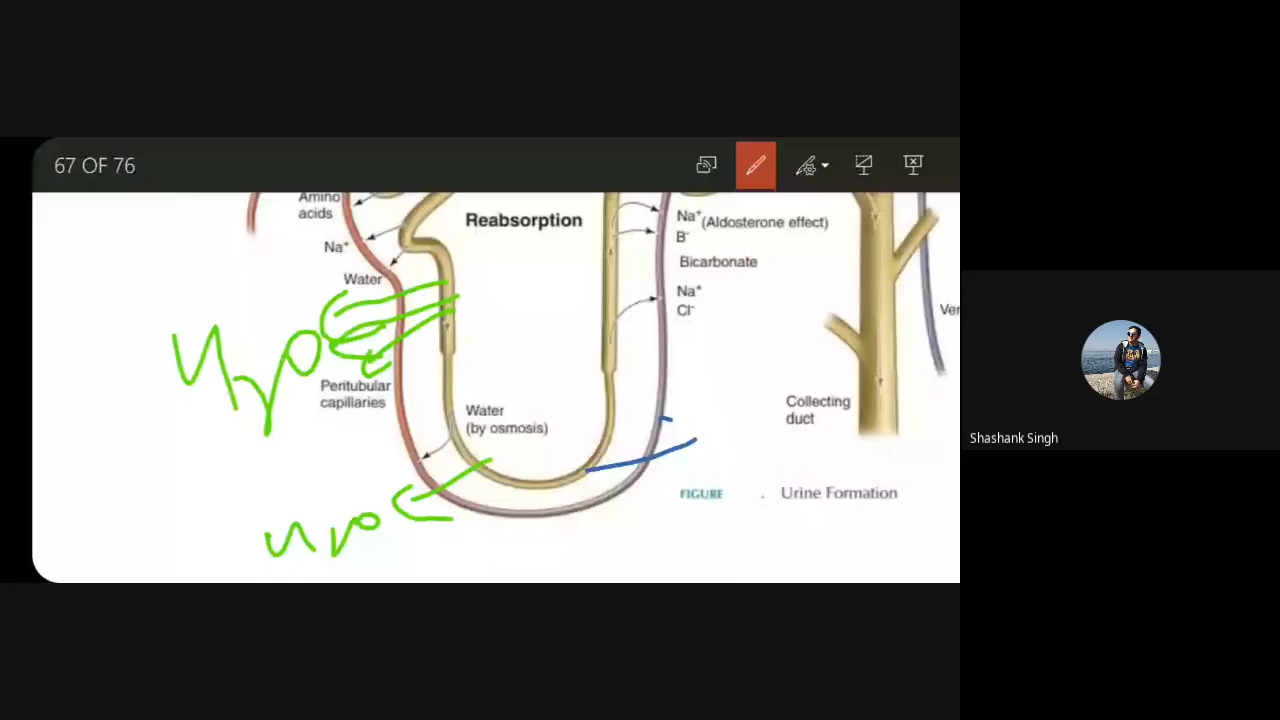 67 OF 76
Amino
acids
Reabsorption
Na⁺
(Aldosterone effect)
B⁻
Na⁺
Bicarbonate
Water
Na⁺
Cl⁻
Peritubular
capillaries
Water
(by osmosis)
Collecting
duct
FIGURE . Urine Formation
Shashank Singh